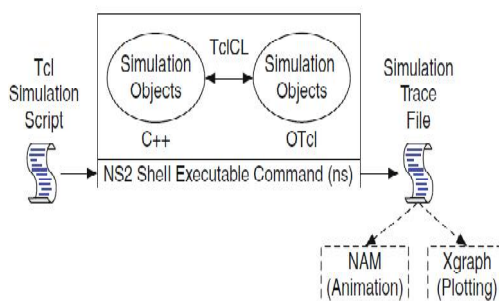 Tcl
Simulation
Script
TclCL
Simulation
Objects
Simulation
Objects
C++
OTcl
NS2 Shell Executable Command (ns)
Simulation
Trace
File
NAM
(Animation)
Xgraph
(Plotting)